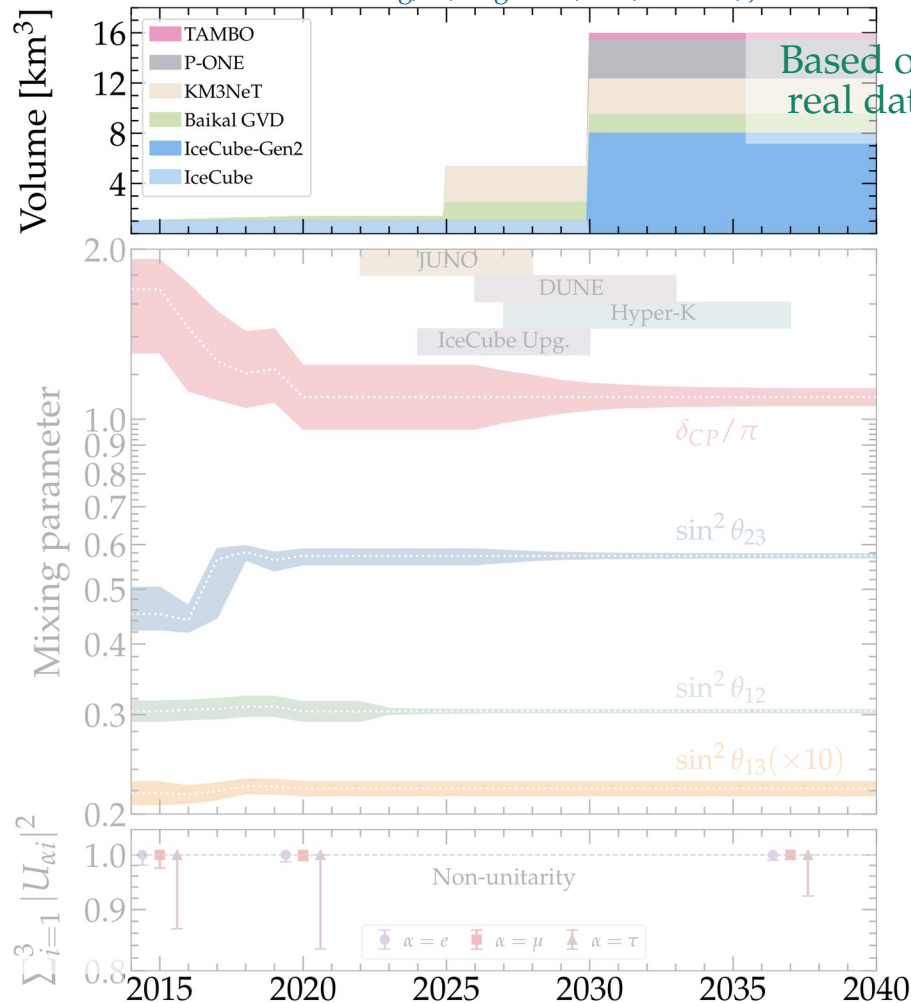 Volume [km³]
16
12
8
4
TAMBO
P-ONE
KM3NeT
Baikal GVD
IceCube-Gen2
IceCube
Based o
real dat
Mixing parameter
2.0
1.0
0.9
0.8
0.7
0.6
0.5
0.4
0.3
0.2
JUNO
DUNE
Hyper-K
IceCube Upg.
δ_CP/π
sin² θ₂₃
sin² θ₁₂
sin² θ₁₃(×10)
∑³ᵢ₌₁ |U_αi|²
1.0
0.9
0.8
Non-unitarity
α = e
α = μ
α = τ
2015 2020 2025 2030 2035 2040